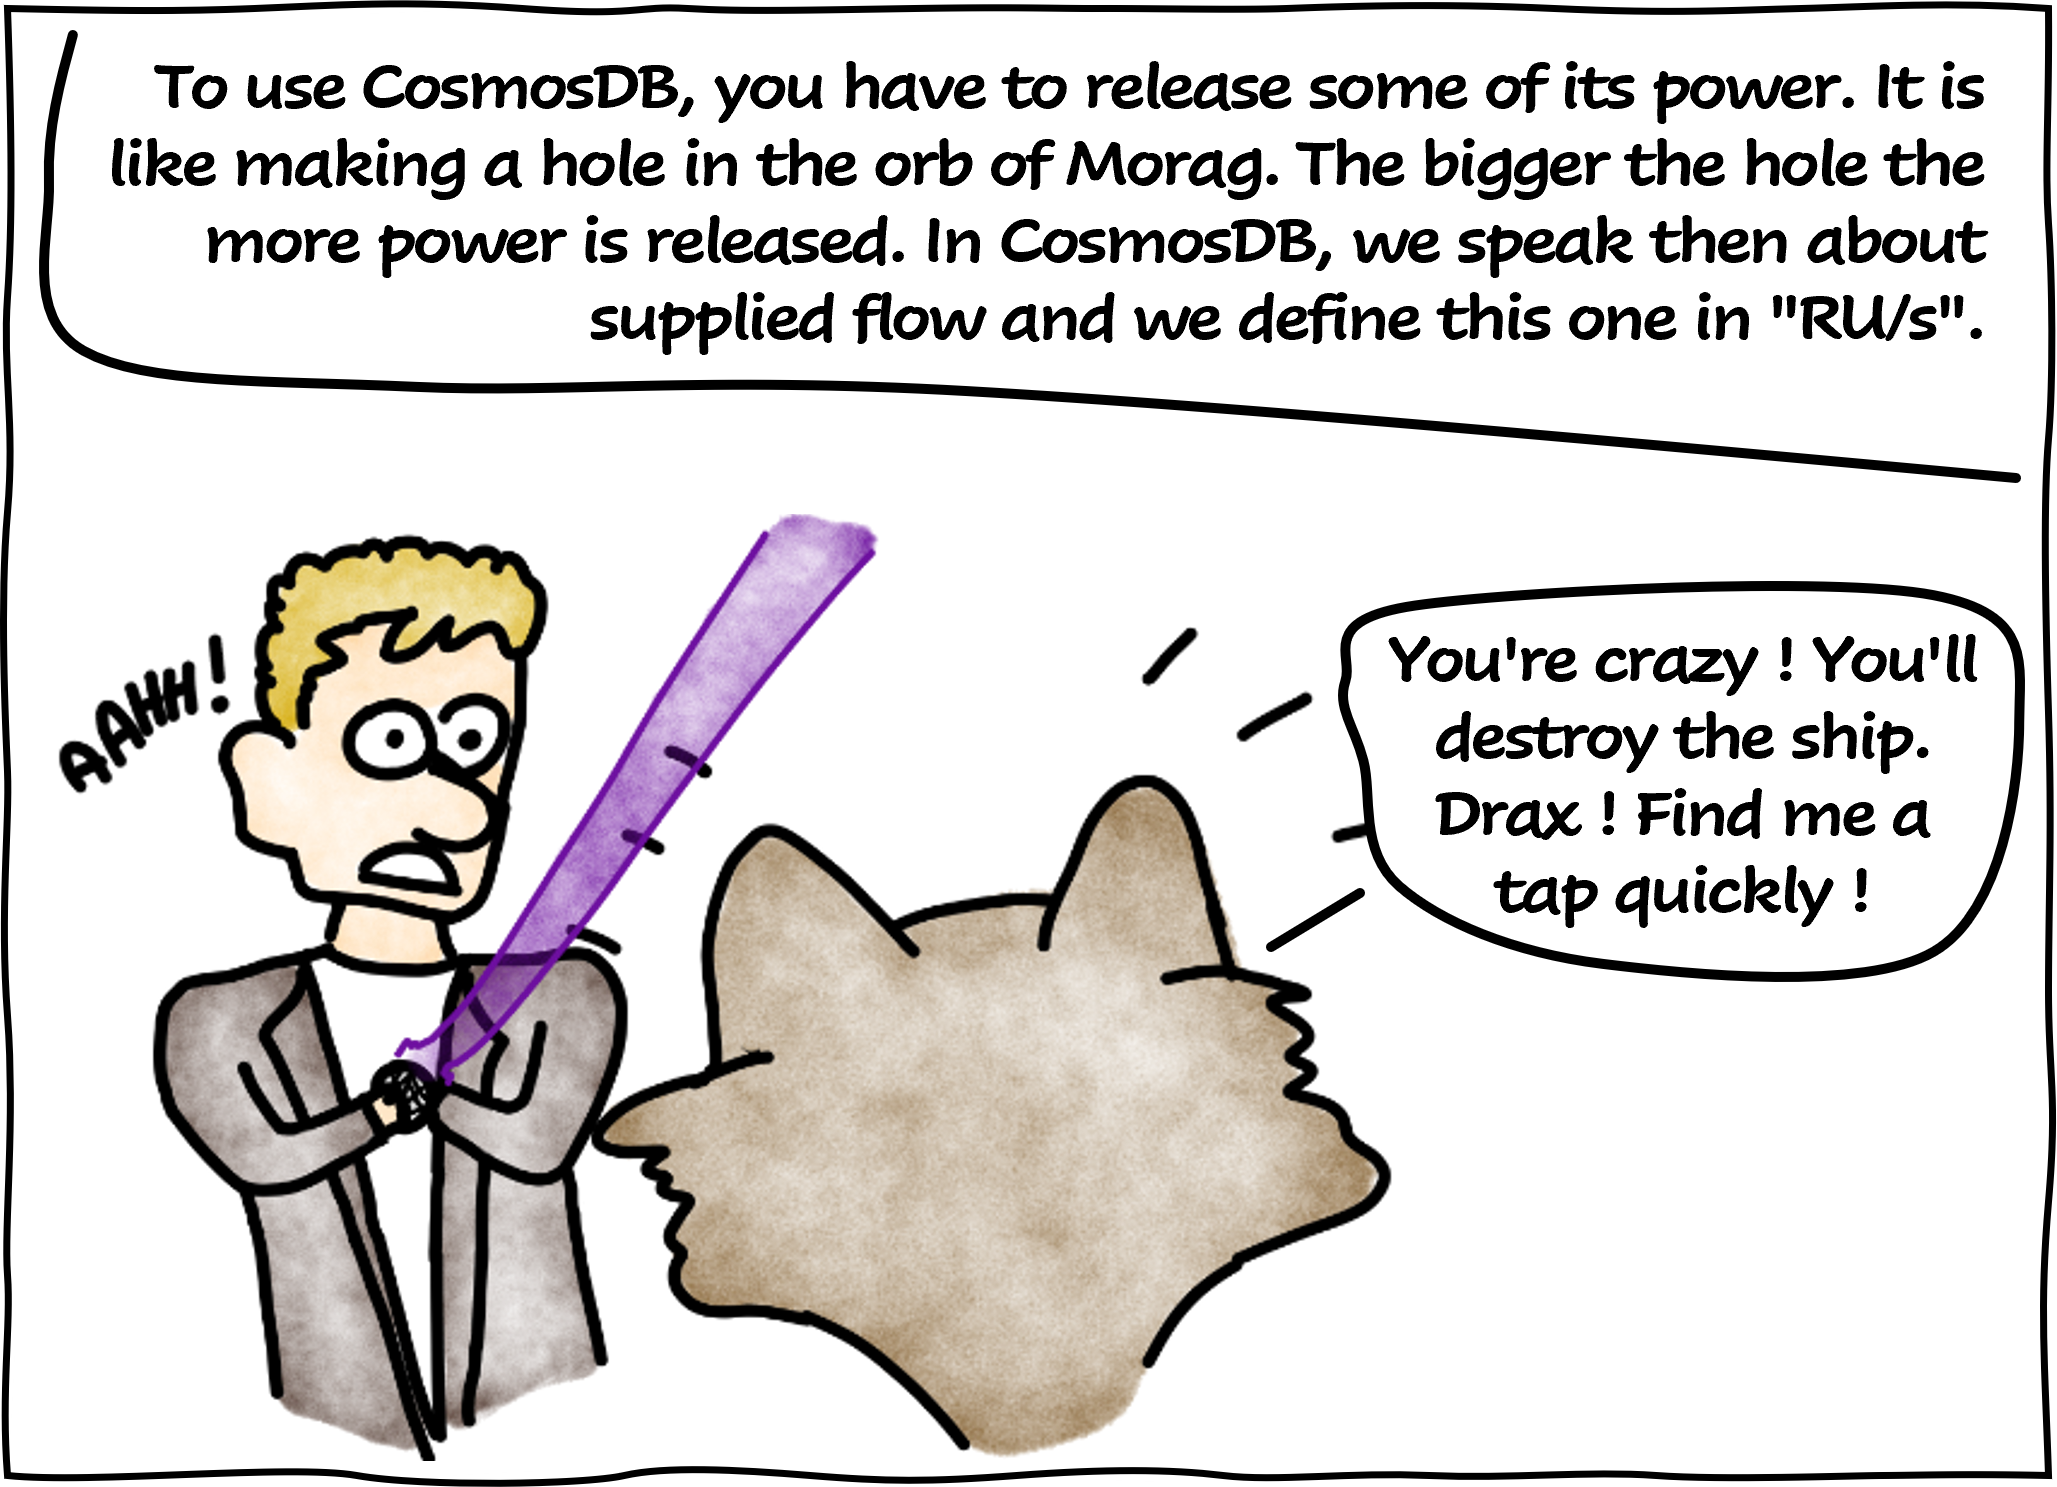 To use CosmosDB, you have to release some of its power. It is
like making a hole in the orb of Morag. The bigger the hole the
more power is released. In CosmosDB, we speak then about
supplied flow and we define this one in "RU/s".
AAHH!
You're crazy ! You'll
destroy the ship.
Drax ! Find me a
tap quickly !